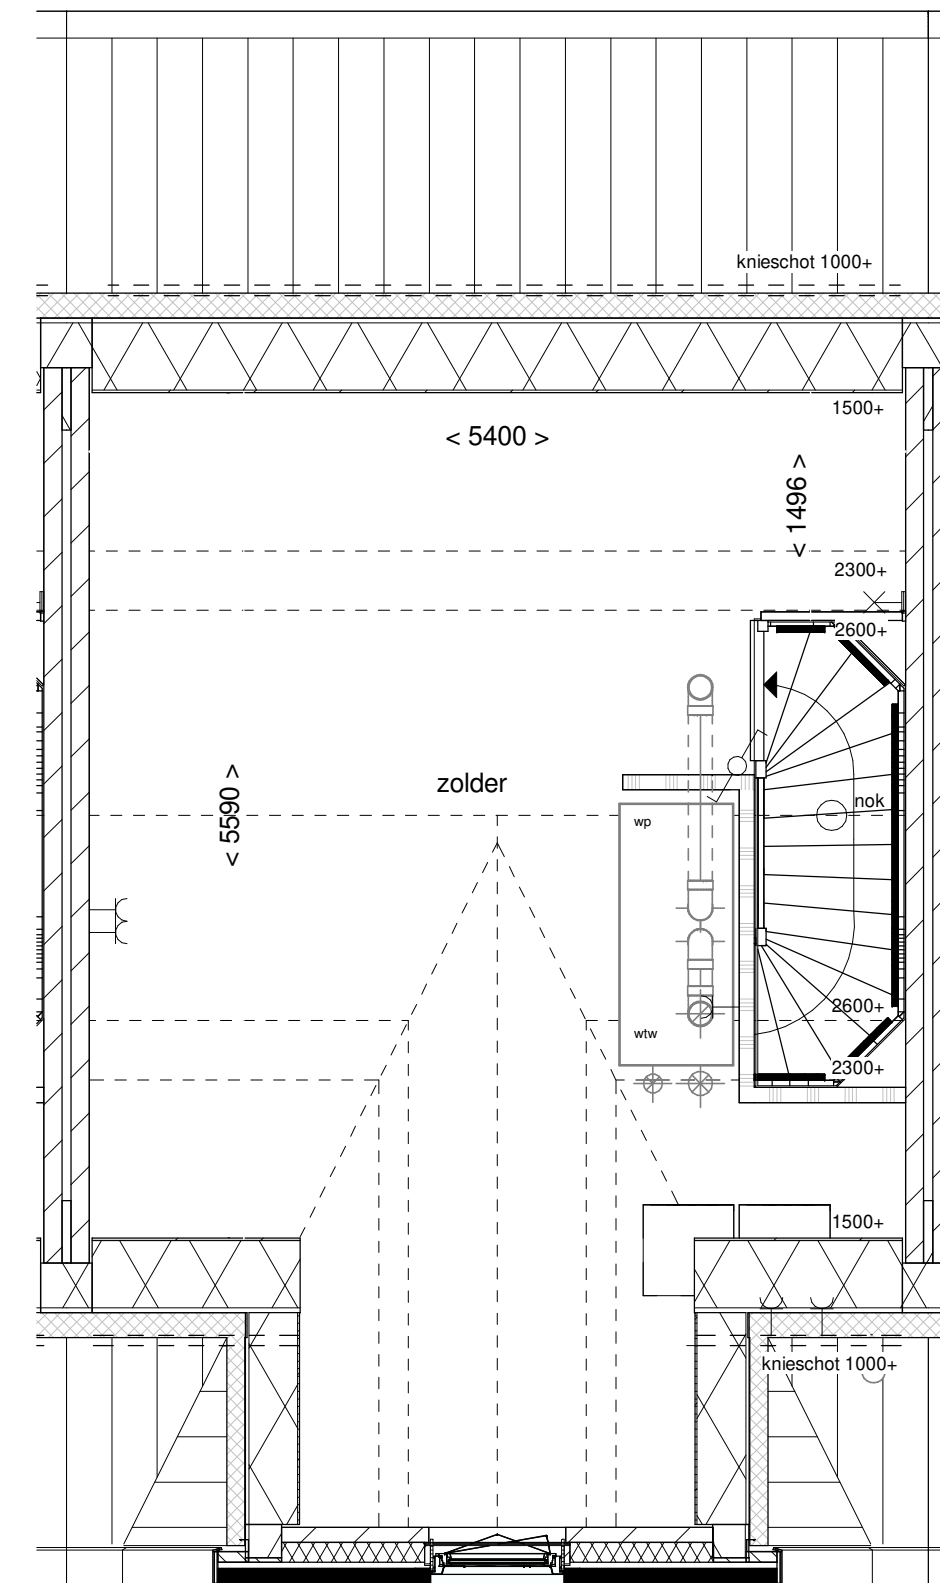 knieschot 1000+
1500+
< 5400 >
< 1496 >
2300+
2600+
zolder
< 5590 >
nok
wp
2600+
wtw
2300+
1500+
knieschot 1000+